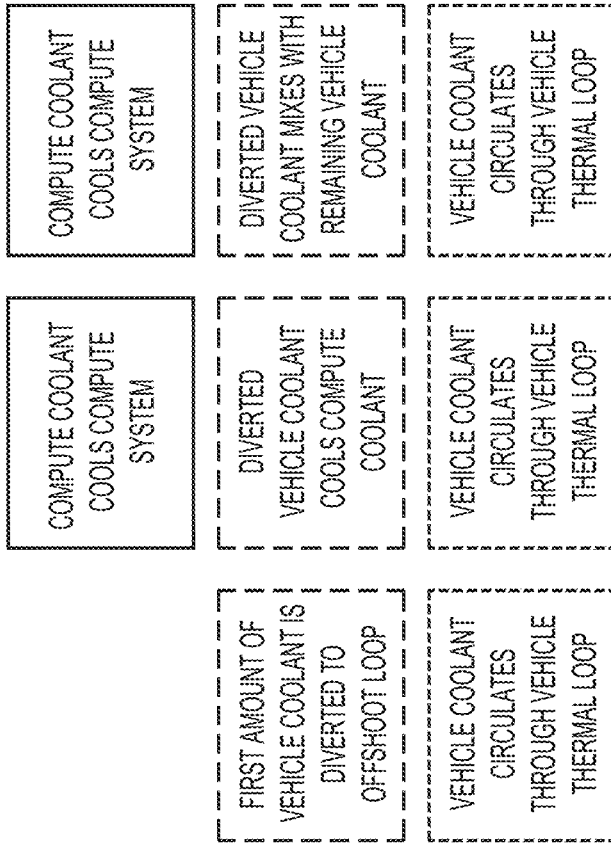 VEHICLE COOLANT
CIRCULATES
THROUGH VEHICLE
THERMAL LOOP
FIRST AMOUNT OF
VEHICLE COOLANT IS
DIVERTED TO
OFFSHOOT LOOP
VEHICLE COOLANT
CIRCULATES
THROUGH VEHICLE
THERMAL LOOP
DIVERTED
VEHICLE COOLANT
COOLS COMPUTE
COOLANT
COMPUTE COOLANT
COOLS COMPUTE
SYSTEM
VEHICLE COOLANT
CIRCULATES
THROUGH VEHICLE
THERMAL LOOP
DIVERTED VEHICLE
COOLANT MIXES WITH
REMAINING VEHICLE
COOLANT
COMPUTE COOLANT
COOLS COMPUTE
SYSTEM